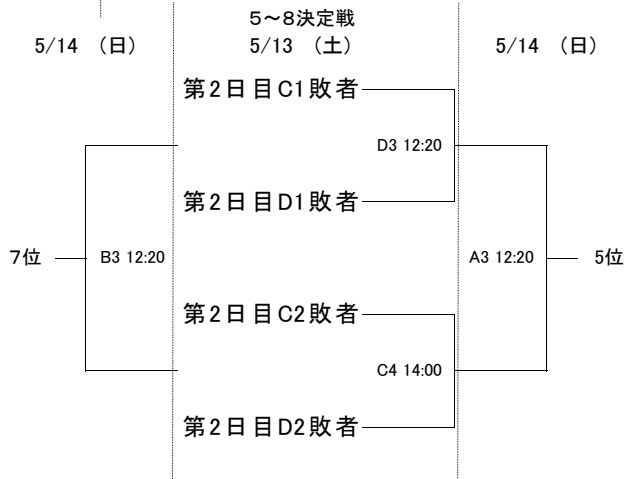 ５～８決定戦
5/14 （日）
5/13 （土）
5/14 （日）
第２日目C1敗者
D3 12:20
第２日目D1敗者
７位
B3 12:20
A3 12:20
5位
第２日目C2敗者
C4 14:00
第２日目D2敗者